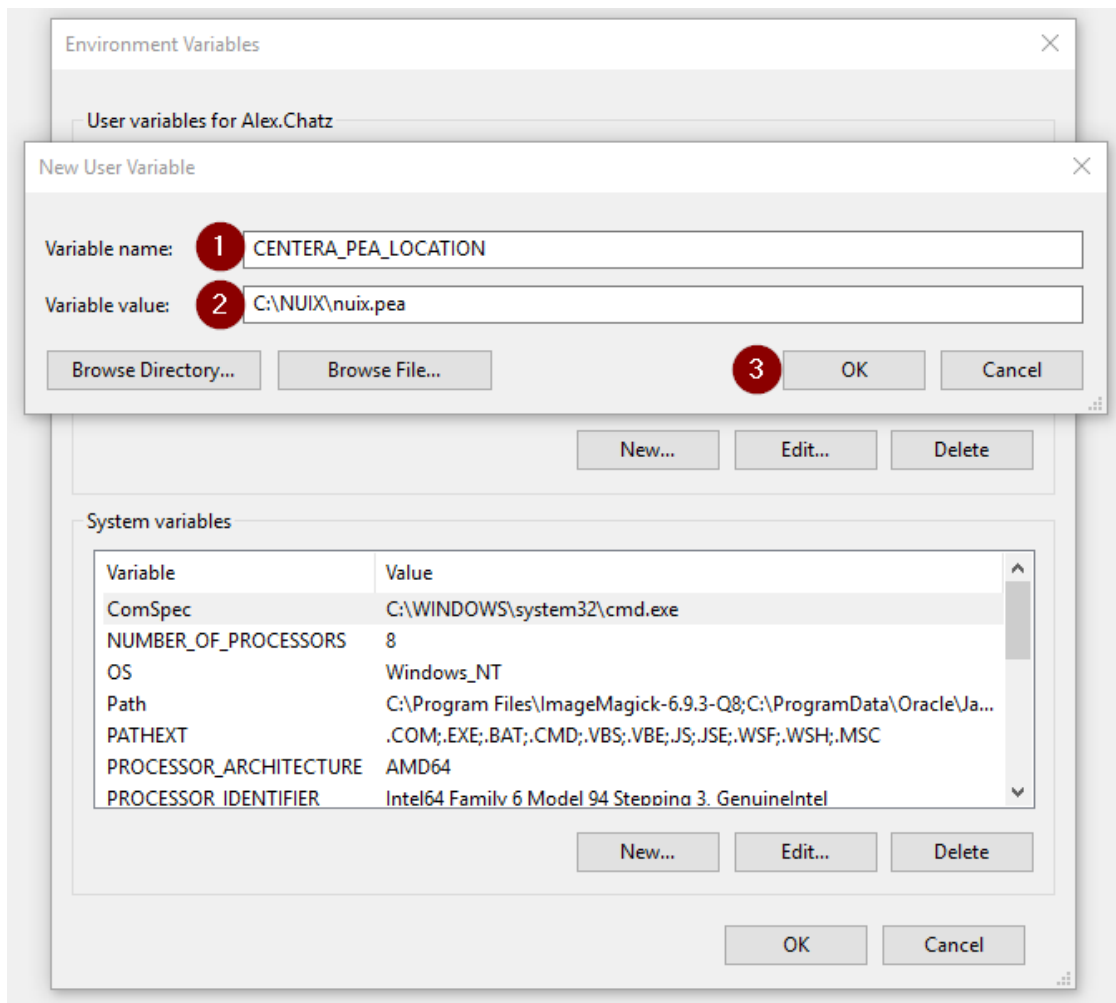 Environment Variables
User variables for Alex.Chatz
New User Variable
Variable name: 1 CENTERA_PEA_LOCATION
Variable value: 2 C:\NUIX\nuix.pea
Browse Directory... Browse File... 3 OK Cancel
New... Edit... Delete
System variables
Variable Value
ComSpec C:\WINDOWS\system32\cmd.exe
NUMBER_OF_PROCESSORS 8
OS Windows_NT
Path C:\Program Files\ImageMagick-6.9.3-Q8;C:\ProgramData\Oracle\Ja...
PATHEXT .COM;.EXE;.BAT;.CMD;.VBS;.VBE;.JS;.JSE;.WSF;.WSH;.MSC
PROCESSOR_ARCHITECTURE AMD64
PROCESSOR_IDENTIFIER Intel64 Family 6 Model 94 Stepping 3, GenuineIntel
New... Edit... Delete
OK Cancel